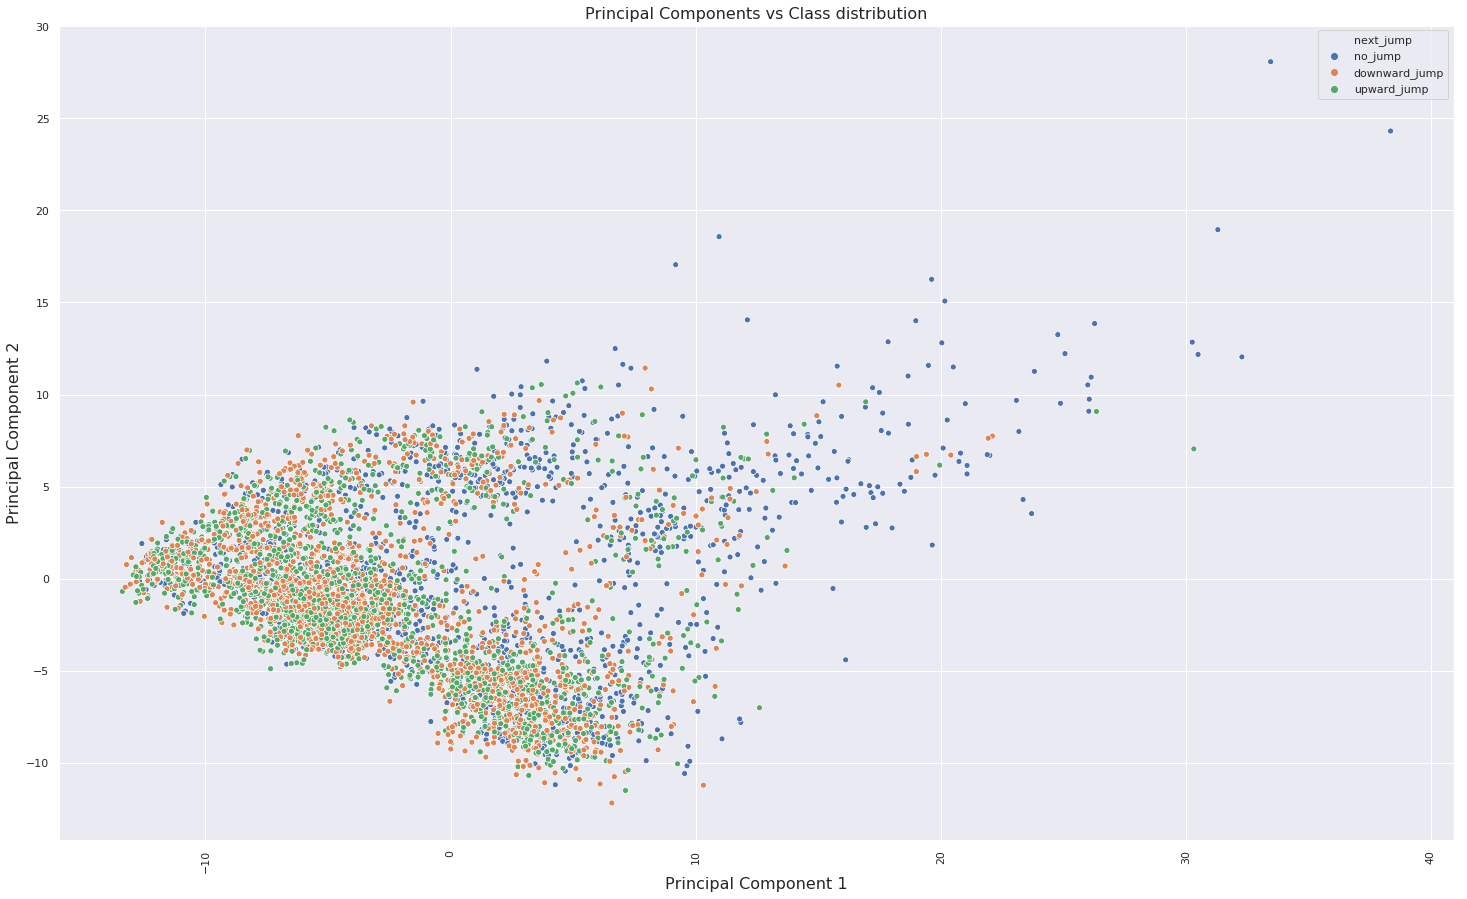 Principal Components vs Class distribution
next_jump
no_jump
downward_jump
upward_jump
30
25
20
15
10
5
0
−5
−10
Principal Component 2
−10
0
10
20
30
40
Principal Component 1